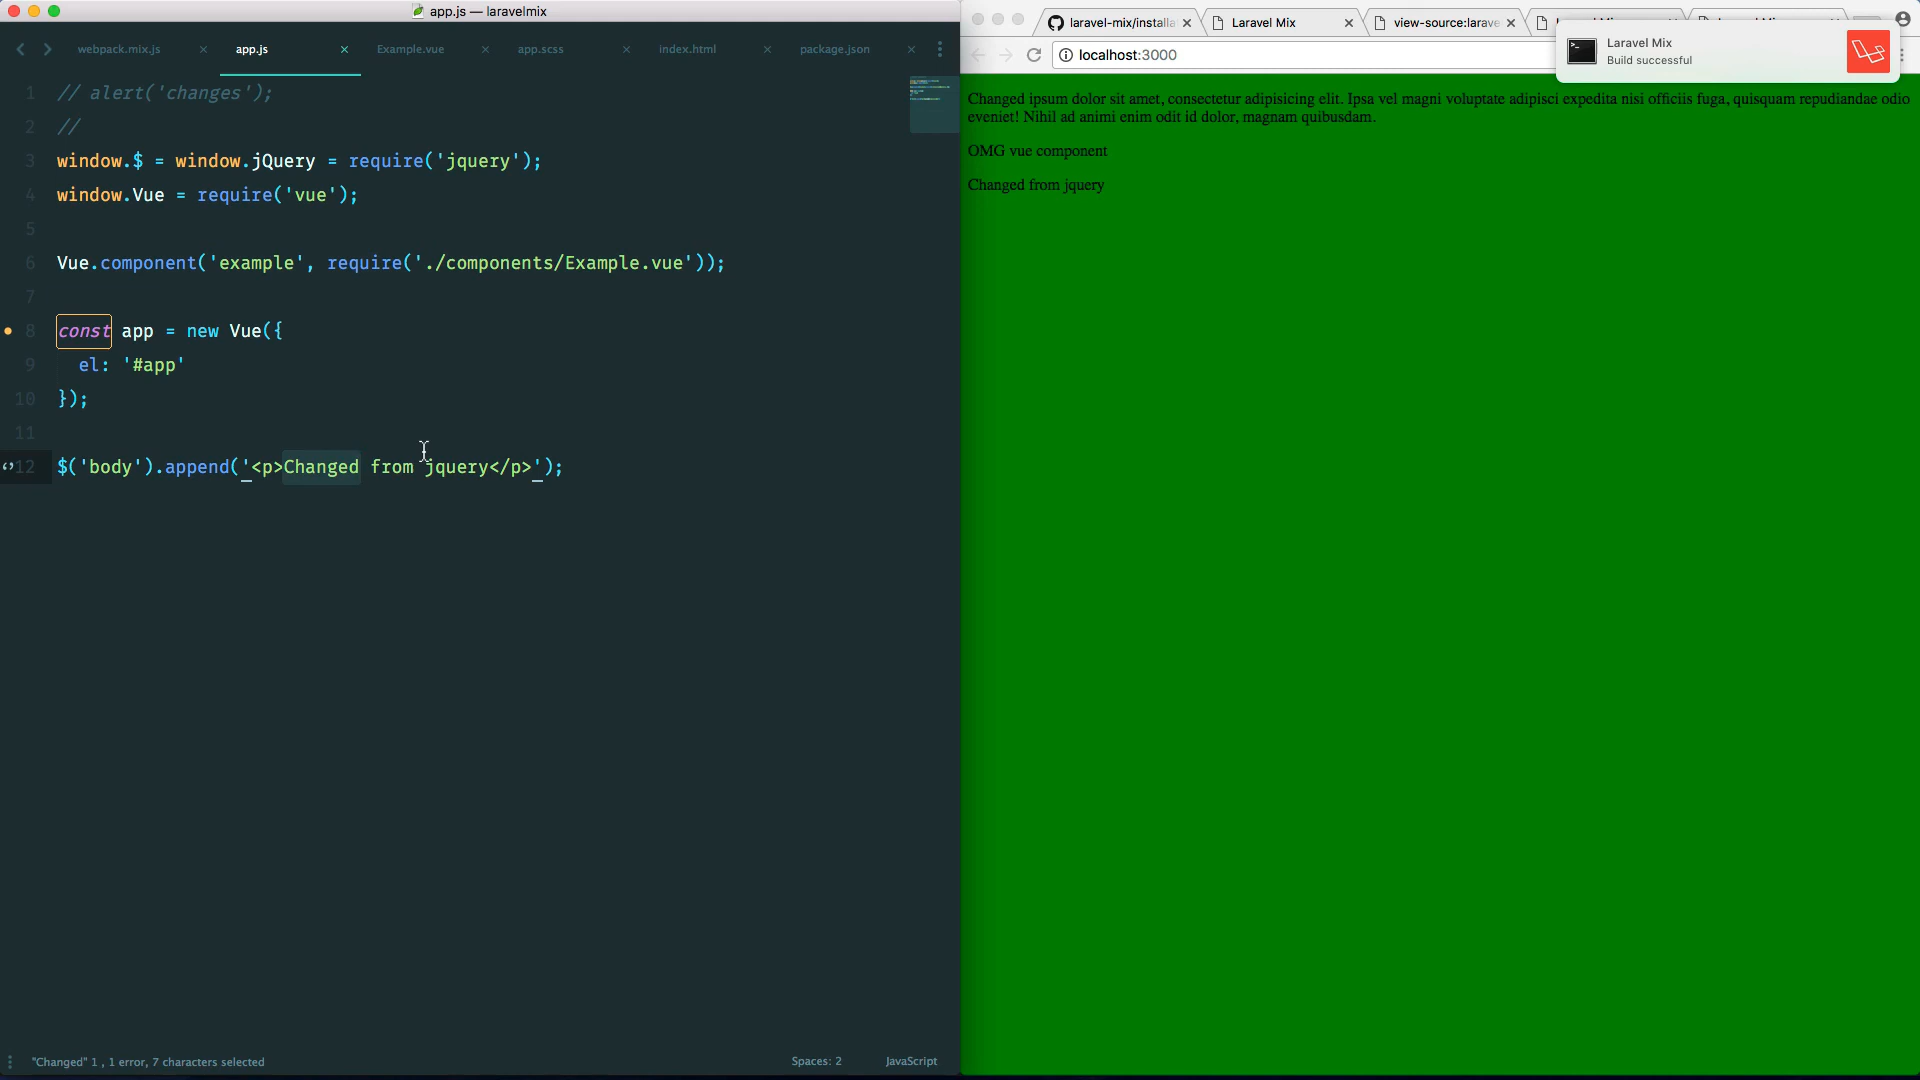 app.js — laravelmix
webpack.mix.js
app.js
Example.vue
app.scss
index.html
package.json
1 // alert('changes');
2 //
3 window.$ = window.jQuery = require('jquery');
4 window.Vue = require('vue');
5
6 Vue.component('example', require('./components/Example.vue'));
7
8 const app = new Vue({
9 el: '#app'
10 });
11
12 $('body').append('<p>Changed from jquery</p>');
"Changed" 1 , 1 error, 7 characters selected
Spaces: 2
JavaScript
laravel-mix/installa
Laravel Mix
view-source:larave
localhost:3000
Laravel Mix
Build successful
Changed ipsum dolor sit amet, consectetur adipisicing elit. Ipsa vel magni voluptate adipisci expedita nisi officiis fuga, quisquam repudiandae odio
eveniet! Nihil ad animi enim odit id dolor, magnam quibusdam.
OMG vue component
Changed from jquery